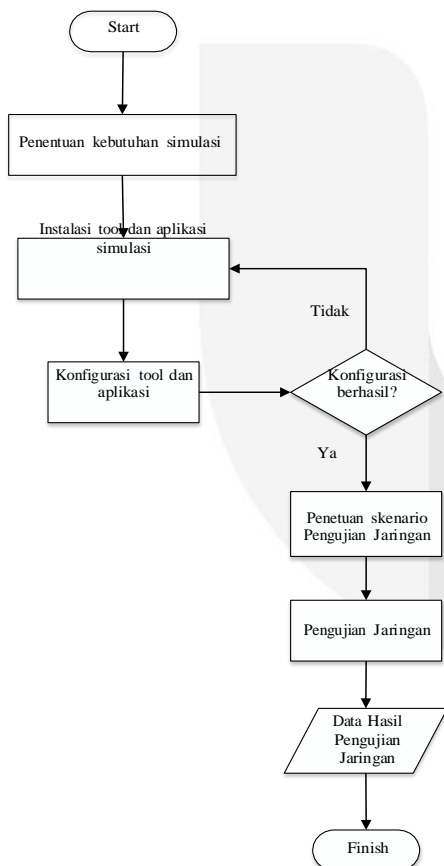 Start
Penentuan kebutuhan simulasi
Instalasi tool dan aplikasi
simulasi
Tidak
Konfigurasi tool dan
aplikasi
Konfigurasi
berhasil?
Ya
Penetuan skenario
Pengujian Jaringan
Pengujian Jaringan
Data Hasil
Pengujian
Jaringan
Finish